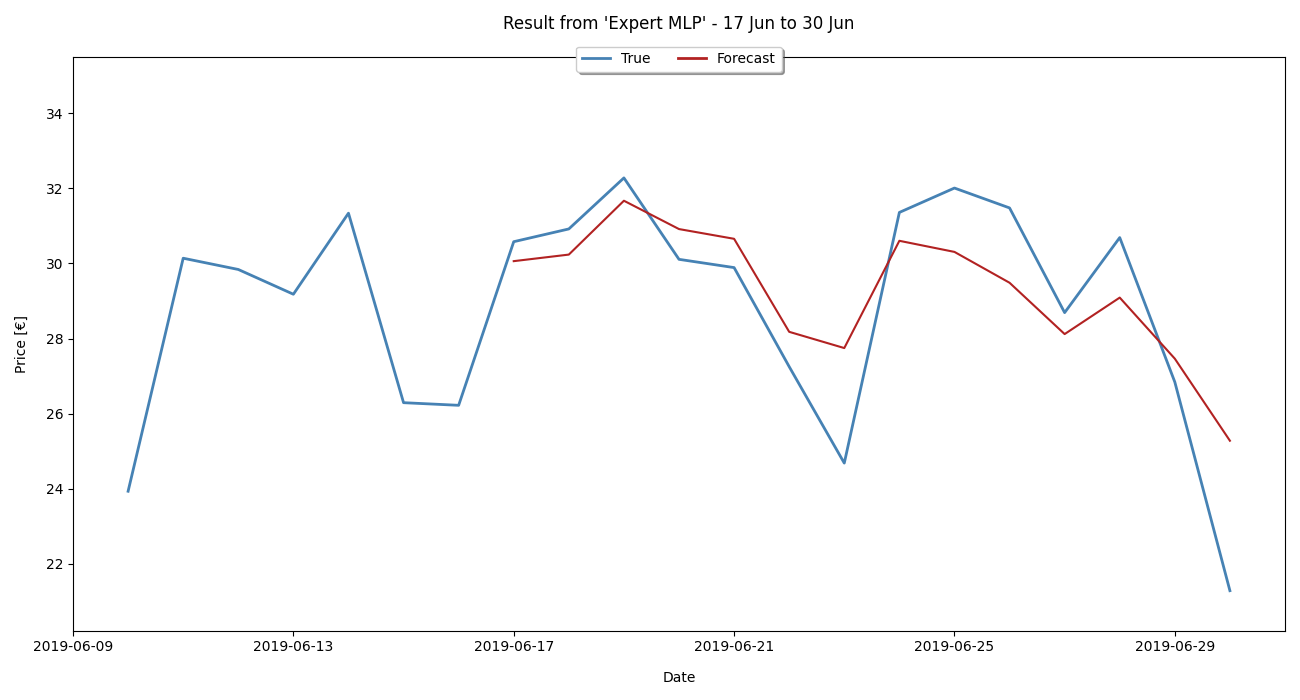 Result from 'Expert MLP' - 17 Jun to 30 Jun
True Forecast
34
32
30
28
26
24
22
Price [€]
2019-06-09 2019-06-13 2019-06-17 2019-06-21 2019-06-25 2019-06-29
Date